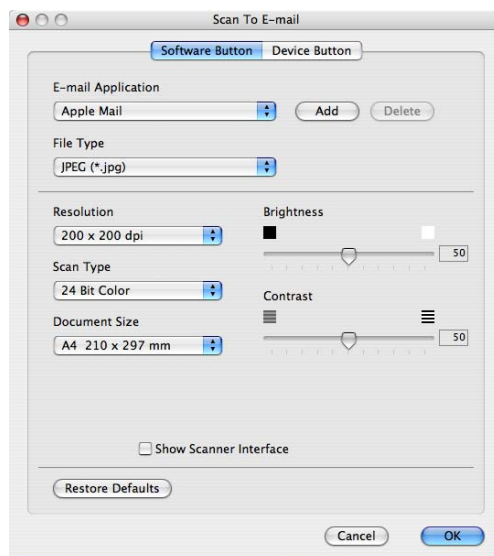 Scan To E-mail
Software Button Device Button
E-mail Application
Apple Mail Add Delete
File Type
JPEG (*.jpg)
Resolution Brightness
200 x 200 dpi 50
Scan Type
24 Bit Color Contrast
Document Size
A4 210 x 297 mm 50
Show Scanner Interface
Restore Defaults
Cancel OK